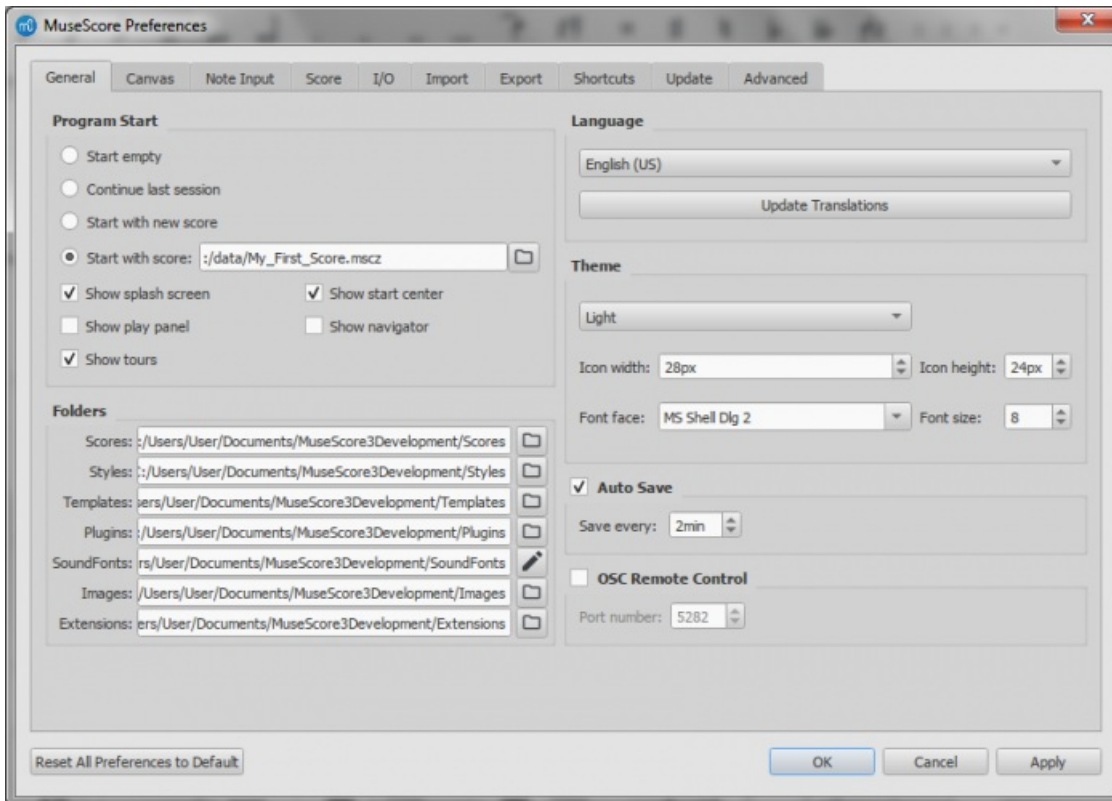 MuseScore Preferences
General Canvas Note Input Score I/O Import Export Shortcuts Update Advanced
Program Start
Start empty
Continue last session
Start with new score
Start with score: :/data/My_First_Score.mscz
Show splash screen Show start center
Show play panel Show navigator
Show tours
Folders
Scores: :/Users/User/Documents/MuseScore3Development/Scores
Styles: :/Users/User/Documents/MuseScore3Development/Styles
Templates: sers/User/Documents/MuseScore3Development/Templates
Plugins: :/Users/User/Documents/MuseScore3Development/Plugins
SoundFonts: rs/User/Documents/MuseScore3Development/SoundFonts
Images: /Users/User/Documents/MuseScore3Development/Images
Extensions: ers/User/Documents/MuseScore3Development/Extensions
Language
English (US)
Update Translations
Theme
Light
Icon width: 28px Icon height: 24px
Font face: MS Shell Dlg 2 Font size: 8
Auto Save
Save every: 2min
OSC Remote Control
Port number: 5282
Reset All Preferences to Default OK Cancel Apply